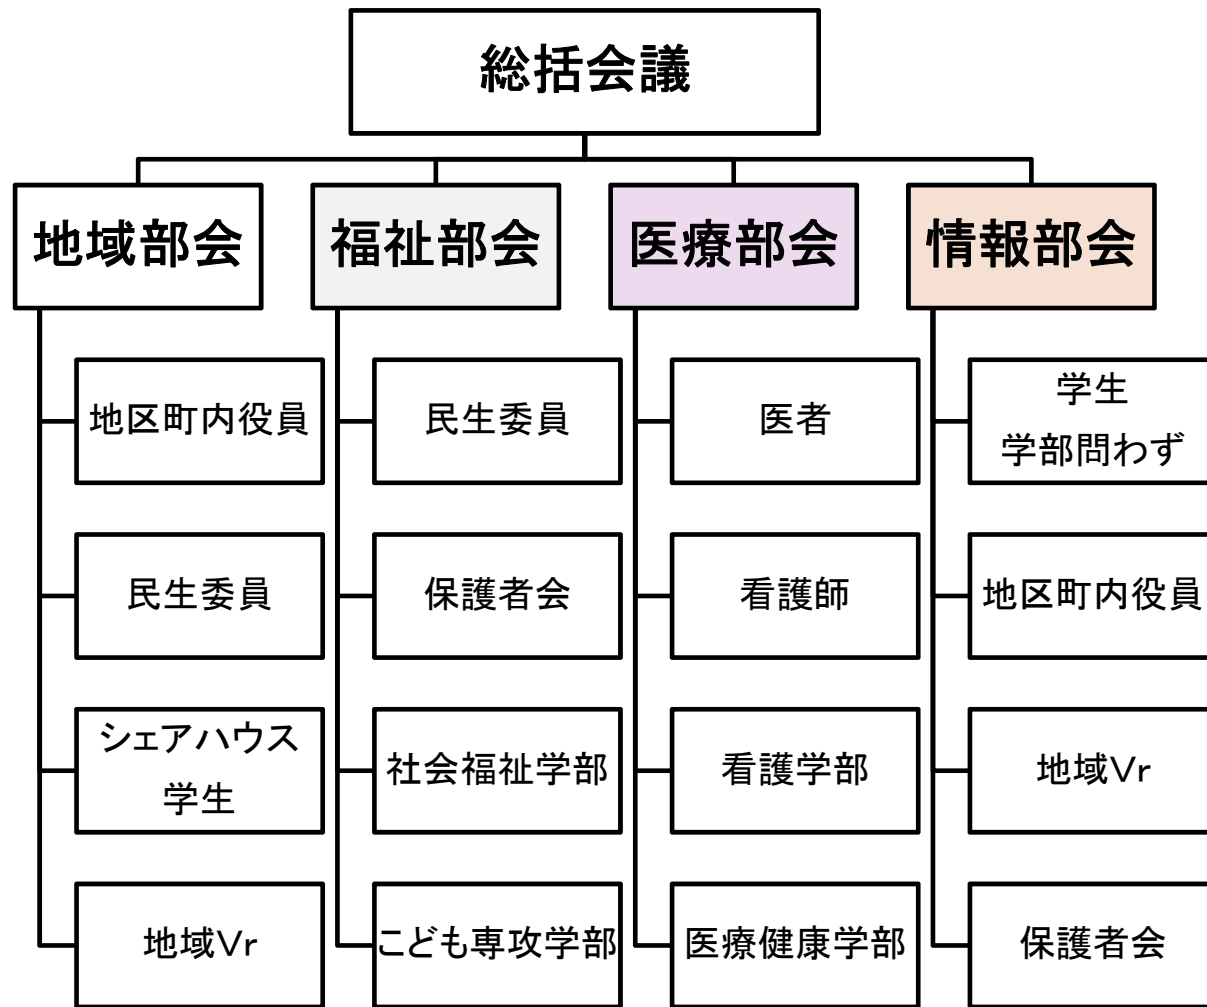 総括会議
地域部会
福祉部会
医療部会
情報部会
地区町内役員
民生委員
シェアハウス
学生
地域Vr
民生委員
保護者会
社会福祉学部
こども専攻学部
医者
看護師
看護学部
医療健康学部
学生
学部問わず
地区町内役員
地域Vr
保護者会